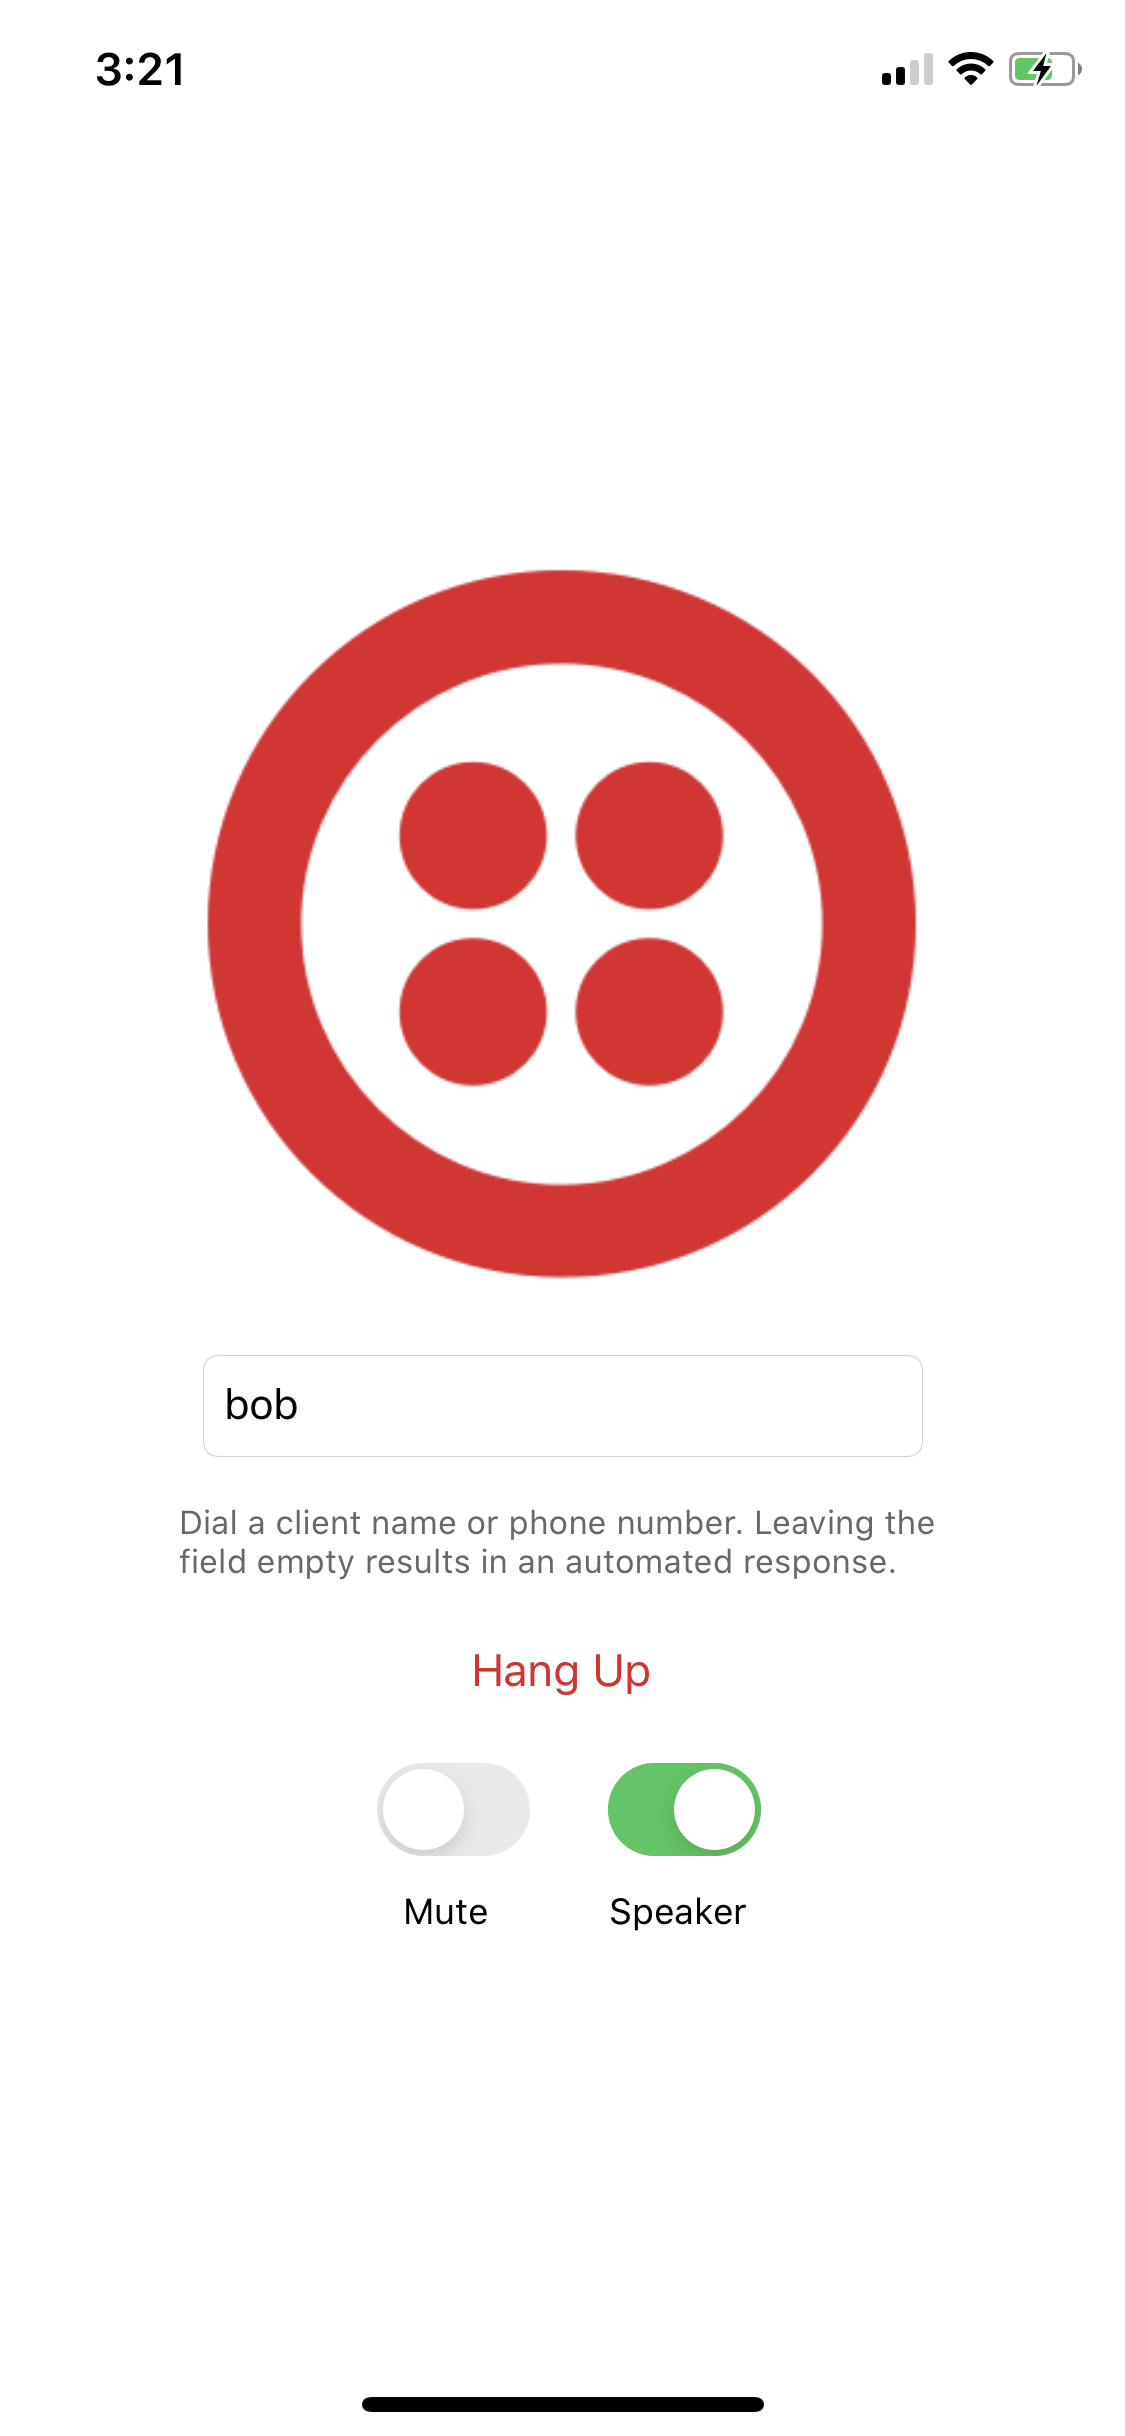 3:21
bob
Dial a client name or phone number. Leaving the
field empty results in an automated response.
Hang Up
Mute Speaker